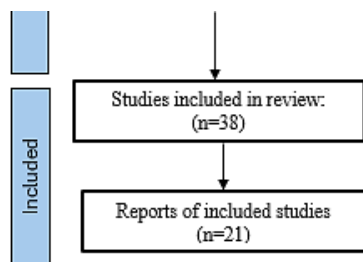 Studies included in review:
(n=38)
Included
Reports of included studies
(n=21)